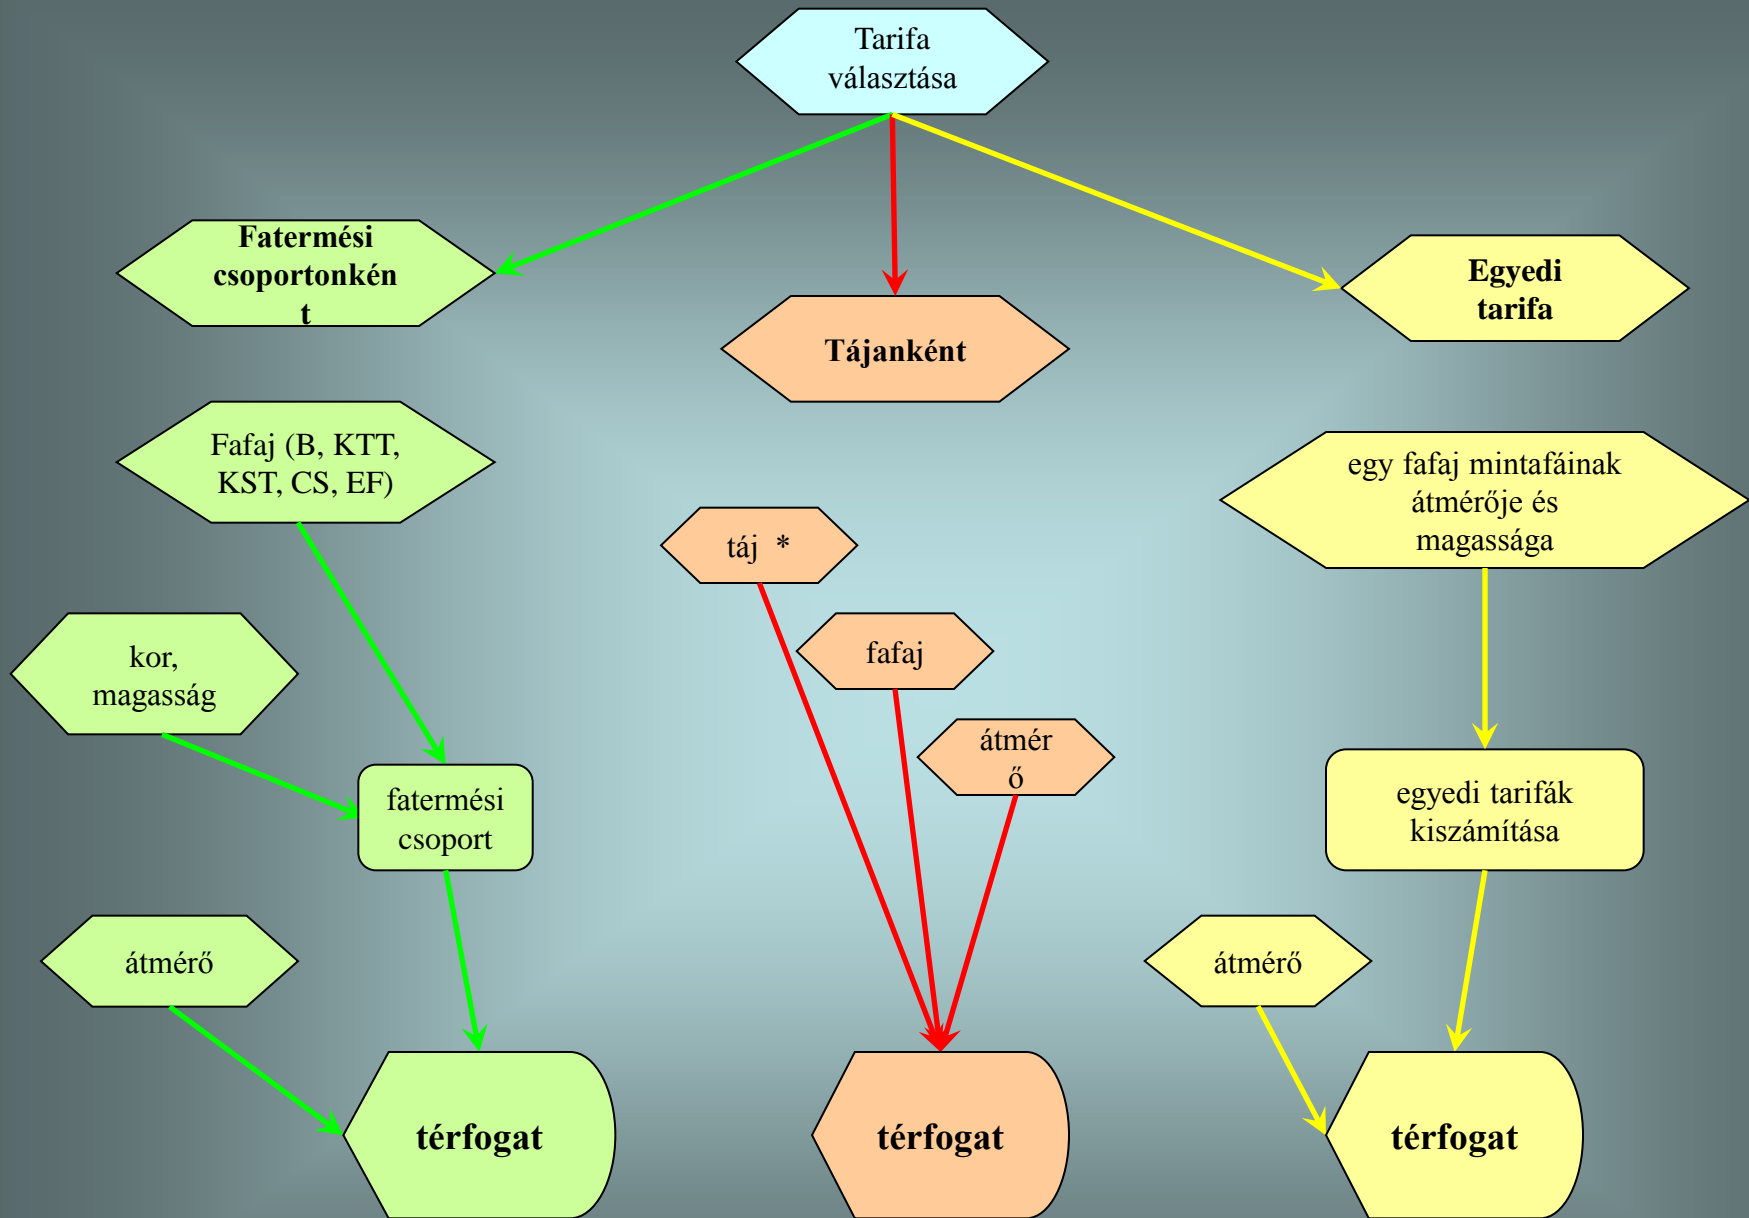 Tarifa
választása
Fatermési
csoportonkén
t
Tájanként
Egyedi
tarifa
Fafaj (B, KTT,
KST, CS, EF)
kor,
magasság
fatermési
csoport
átmérő
térfogat
táj *
fafaj
átmér
ő
térfogat
egy fafaj mintafáinak
átmérője és
magassága
egyedi tarifák
kiszámítása
átmérő
térfogat